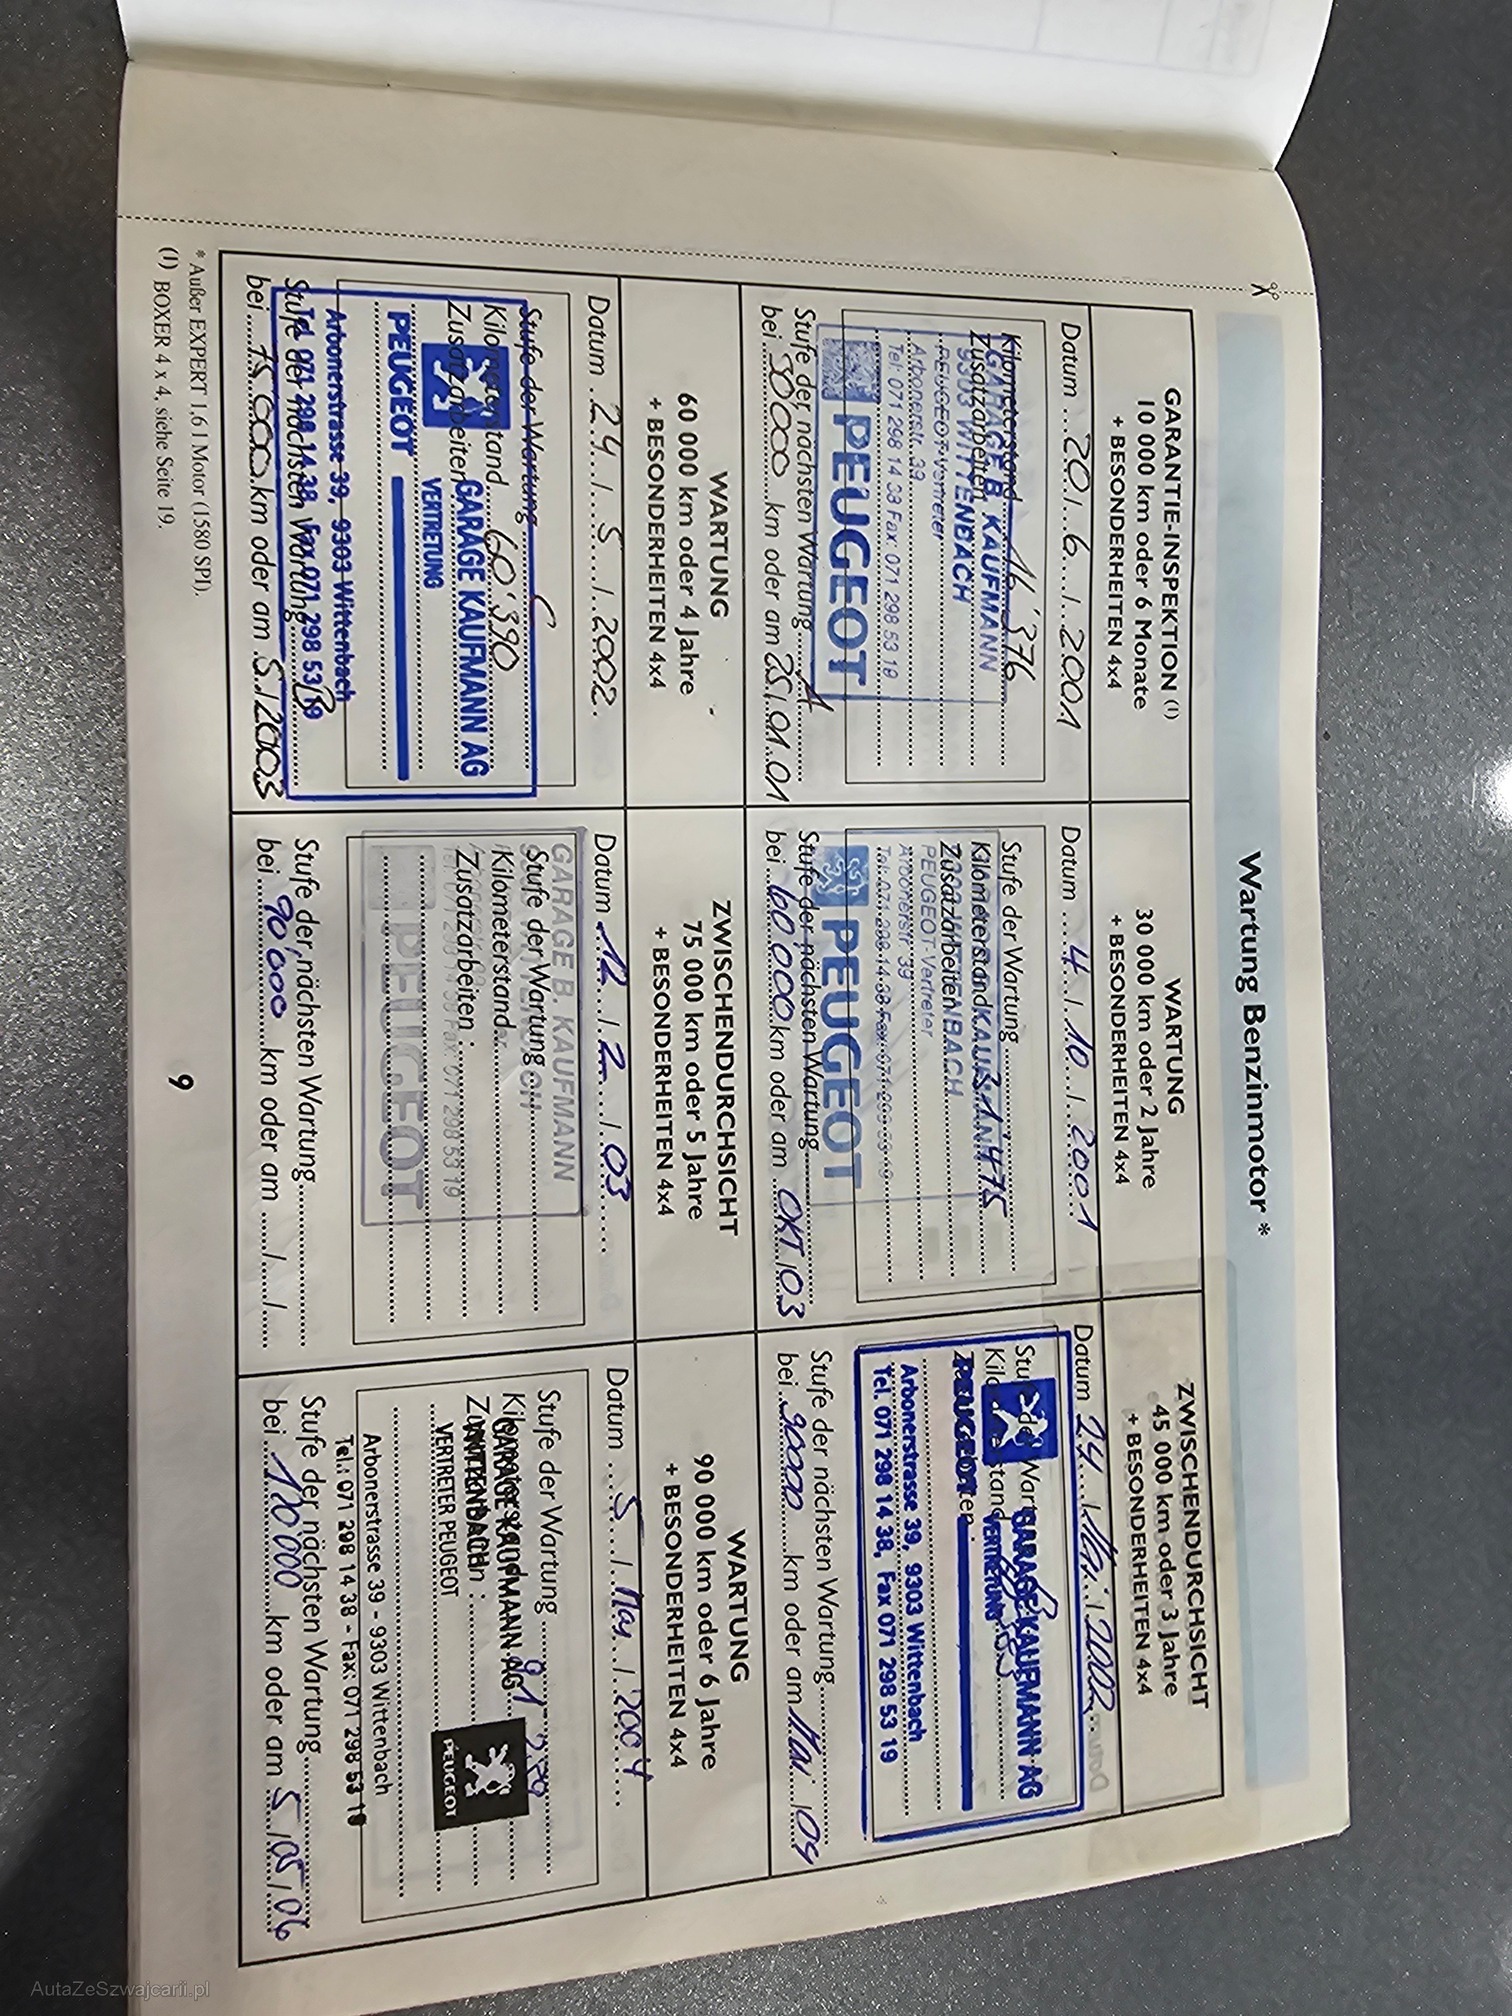 Wartung Benzinmotor *
GARANTIE-INSPEKTION (1)
10 000 km oder 6 Monate
+ BESONDERHEITEN 4x4
Datum 20 / 6 / 2001
Kilometerstand 16'376
Zusatzarbeiten
GARAGE B. KAUFMANN
9303 WITTENBACH
PEUGEOT-Vertreter
Arbonerstr. 39
Tel: 071 298 14 38 Fax 071 298 53 19
PEUGEOT
Stufe der nächsten Wartung A
bei 30000 km oder am 25/01.01
WARTUNG
30 000 km oder 2 Jahre
+ BESONDERHEITEN 4x4
Datum 4 / 10 / 2001
Stufe der Wartung
Kilometerstand 31475
Zusatzarbeiten
PEUGEOT-Vertreter
Arbonerstr. 39
PEUGEOT
Stufe der nächsten Wartung
bei 60000 km oder am OKT / 03
ZWISCHENDURCHSICHT
45 000 km oder 3 Jahre
+ BESONDERHEITEN 4x4
Datum 24 / Mai / 2002
GARAGE KAUFMANN AG
VERTRETUNG
PEUGEOT
Arbonerstrasse 39, 9303 Wittenbach
Tel. 071 298 14 38, Fax 071 298 53 19
Stufe der nächsten Wartung
bei 90000 km oder am Mai / 04
WARTUNG
60 000 km oder 4 Jahre
+ BESONDERHEITEN 4x4
Datum 24 / 5 / 2002.
Stufe der Wartung C
Kilometerstand 60'390
Zusatzarbeiten
GARAGE KAUFMANN AG
VERTRETUNG
PEUGEOT
Arbonerstrasse 39, 9303 Wittenbach
Tel. 071 298 14 38, Fax 071 298 53 19
Stufe der nächsten Wartung B
bei 75000 km oder am 5/2003
ZWISCHENDURCHSICHT
75 000 km oder 5 Jahre
+ BESONDERHEITEN 4x4
Datum 12 / 2 / 03
GARAGE B. KAUFMANN
Stufe der Wartung
Kilometerstand
Zusatzarbeiten :
PEUGEOT
Stufe der nächsten Wartung
bei 90'000 km oder am / /
WARTUNG
90 000 km oder 6 Jahre
+ BESONDERHEITEN 4x4
Datum 5 / May / 2004
Stufe der Wartung
GARAGE KAUFMANN AG
WITTENBACH
VERTRETER PEUGEOT
PEUGEOT
Arbonerstrasse 39 - 9303 Wittenbach
Tel.: 071 298 14 38 - Fax: 071 298 53 19
Stufe der nächsten Wartung
bei 120'000 km oder am 5/05/06
* Außer EXPERT 1,6 l Motor (1580 SPI).
(1) BOXER 4 x 4, siehe Seite 19.
9
AutaZeSzwajcarii.pl